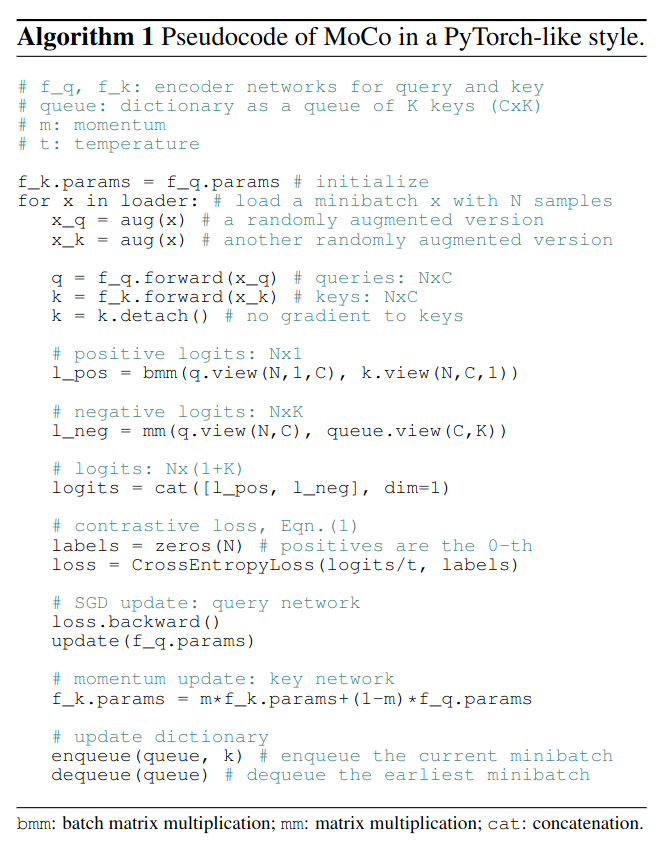 Algorithm 1 Pseudocode of MoCo in a PyTorch-like style.
# f_q, f_k: encoder networks for query and key
# queue: dictionary as a queue of K keys (CxK)
# m: momentum
# t: temperature
f_k.params = f_q.params # initialize
for x in loader: # load a minibatch x with N samples
x_q = aug(x) # a randomly augmented version
x_k = aug(x) # another randomly augmented version
q = f_q.forward(x_q) # queries: NxC
k = f_k.forward(x_k) # keys: NxC
k = k.detach() # no gradient to keys
# positive logits: Nx1
l_pos = bmm(q.view(N,1,C), k.view(N,C,1))
# negative logits: NxK
l_neg = mm(q.view(N,C), queue.view(C,K))
# logits: Nx(1+K)
logits = cat([l_pos, l_neg], dim=1)
# contrastive loss, Eqn.(1)
labels = zeros(N) # positives are the 0-th
loss = CrossEntropyLoss(logits/t, labels)
# SGD update: query network
loss.backward()
update(f_q.params)
# momentum update: key network
f_k.params = m*f_k.params+(1-m)*f_q.params
# update dictionary
enqueue(queue, k) # enqueue the current minibatch
dequeue(queue) # dequeue the earliest minibatch
bmm: batch matrix multiplication; mm: matrix multiplication; cat: concatenation.